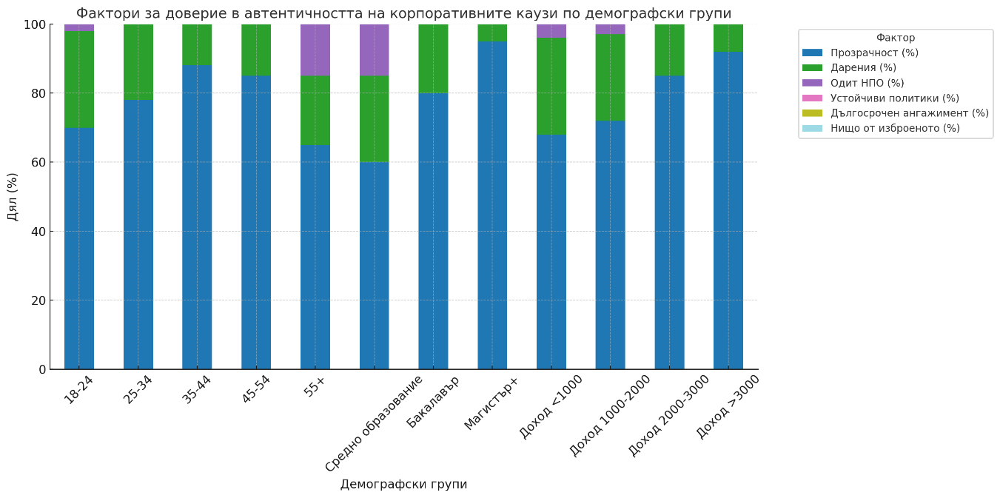 Фактори за доверие в автентичността на корпоративните каузи по демографски групи
Дял (%)
100
80
60
40
20
0
18-24
25-34
35-44
45-54
55+
Средно образование
Бакалавър
Магистър+
Доход <1000
Доход 1000-2000
Доход 2000-3000
Доход >3000
Демографски групи
Фактор
Прозрачност (%)
Дарения (%)
Одит НПО (%)
Устойчиви политики (%)
Дългосрочен ангажимент (%)
Нищо от изброеното (%)